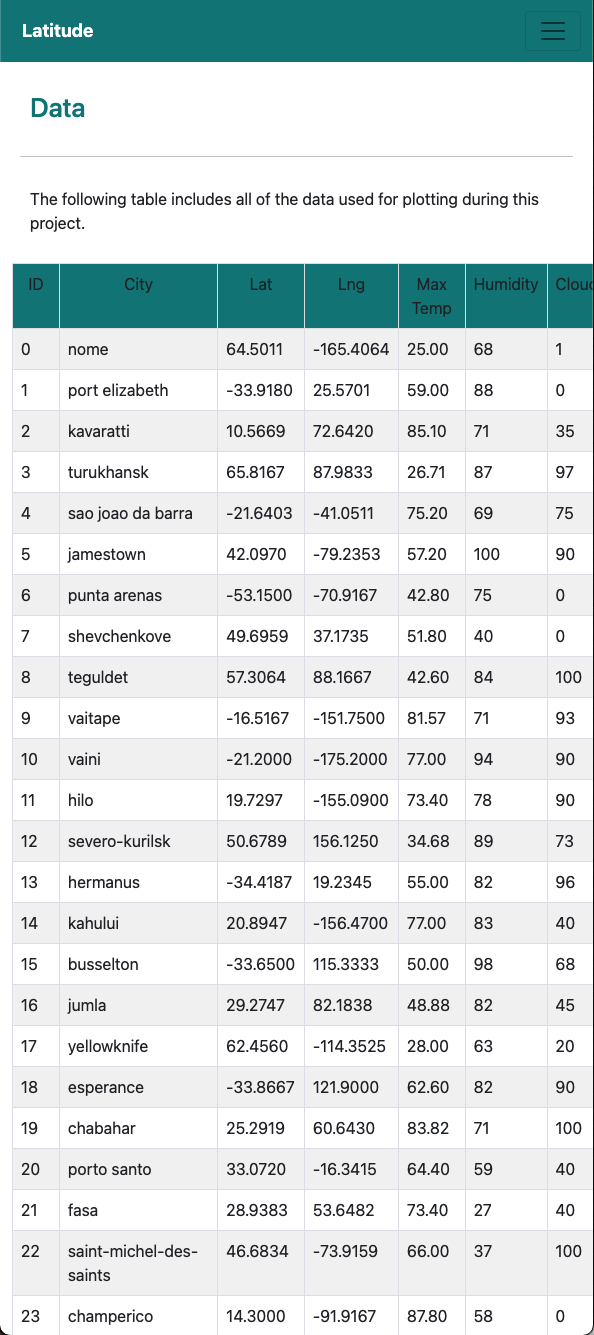 Latitude
Data
The following table includes all of the data used for plotting during this
project.
ID City Lat Lng Max Temp Humidity Clou
0 nome 64.5011 -165.4064 25.00 68 1
1 port elizabeth -33.9180 25.5701 59.00 88 0
2 kavaratti 10.5669 72.6420 85.10 71 35
3 turukhansk 65.8167 87.9833 26.71 87 97
4 sao joao da barra -21.6403 -41.0511 75.20 69 75
5 jamestown 42.0970 -79.2353 57.20 100 90
6 punta arenas -53.1500 -70.9167 42.80 75 0
7 shevchenkove 49.6959 37.1735 51.80 40 0
8 teguldet 57.3064 88.1667 42.60 84 100
9 vaitape -16.5167 -151.7500 81.57 71 93
10 vaini -21.2000 -175.2000 77.00 94 90
11 hilo 19.7297 -155.0900 73.40 78 90
12 severo-kurilsk 50.6789 156.1250 34.68 89 73
13 hermanus -34.4187 19.2345 55.00 82 96
14 kahului 20.8947 -156.4700 77.00 83 40
15 busselton -33.6500 115.3333 50.00 98 68
16 jumla 29.2747 82.1838 48.88 82 45
17 yellowknife 62.4560 -114.3525 28.00 63 20
18 esperance -33.8667 121.9000 62.60 82 90
19 chabahar 25.2919 60.6430 83.82 71 100
20 porto santo 33.0720 -16.3415 64.40 59 40
21 fasa 28.9383 53.6482 73.40 27 40
22 saint-michel-des-saints 46.6834 -73.9159 66.00 37 100
23 champerico 14.3000 -91.9167 87.80 58 0